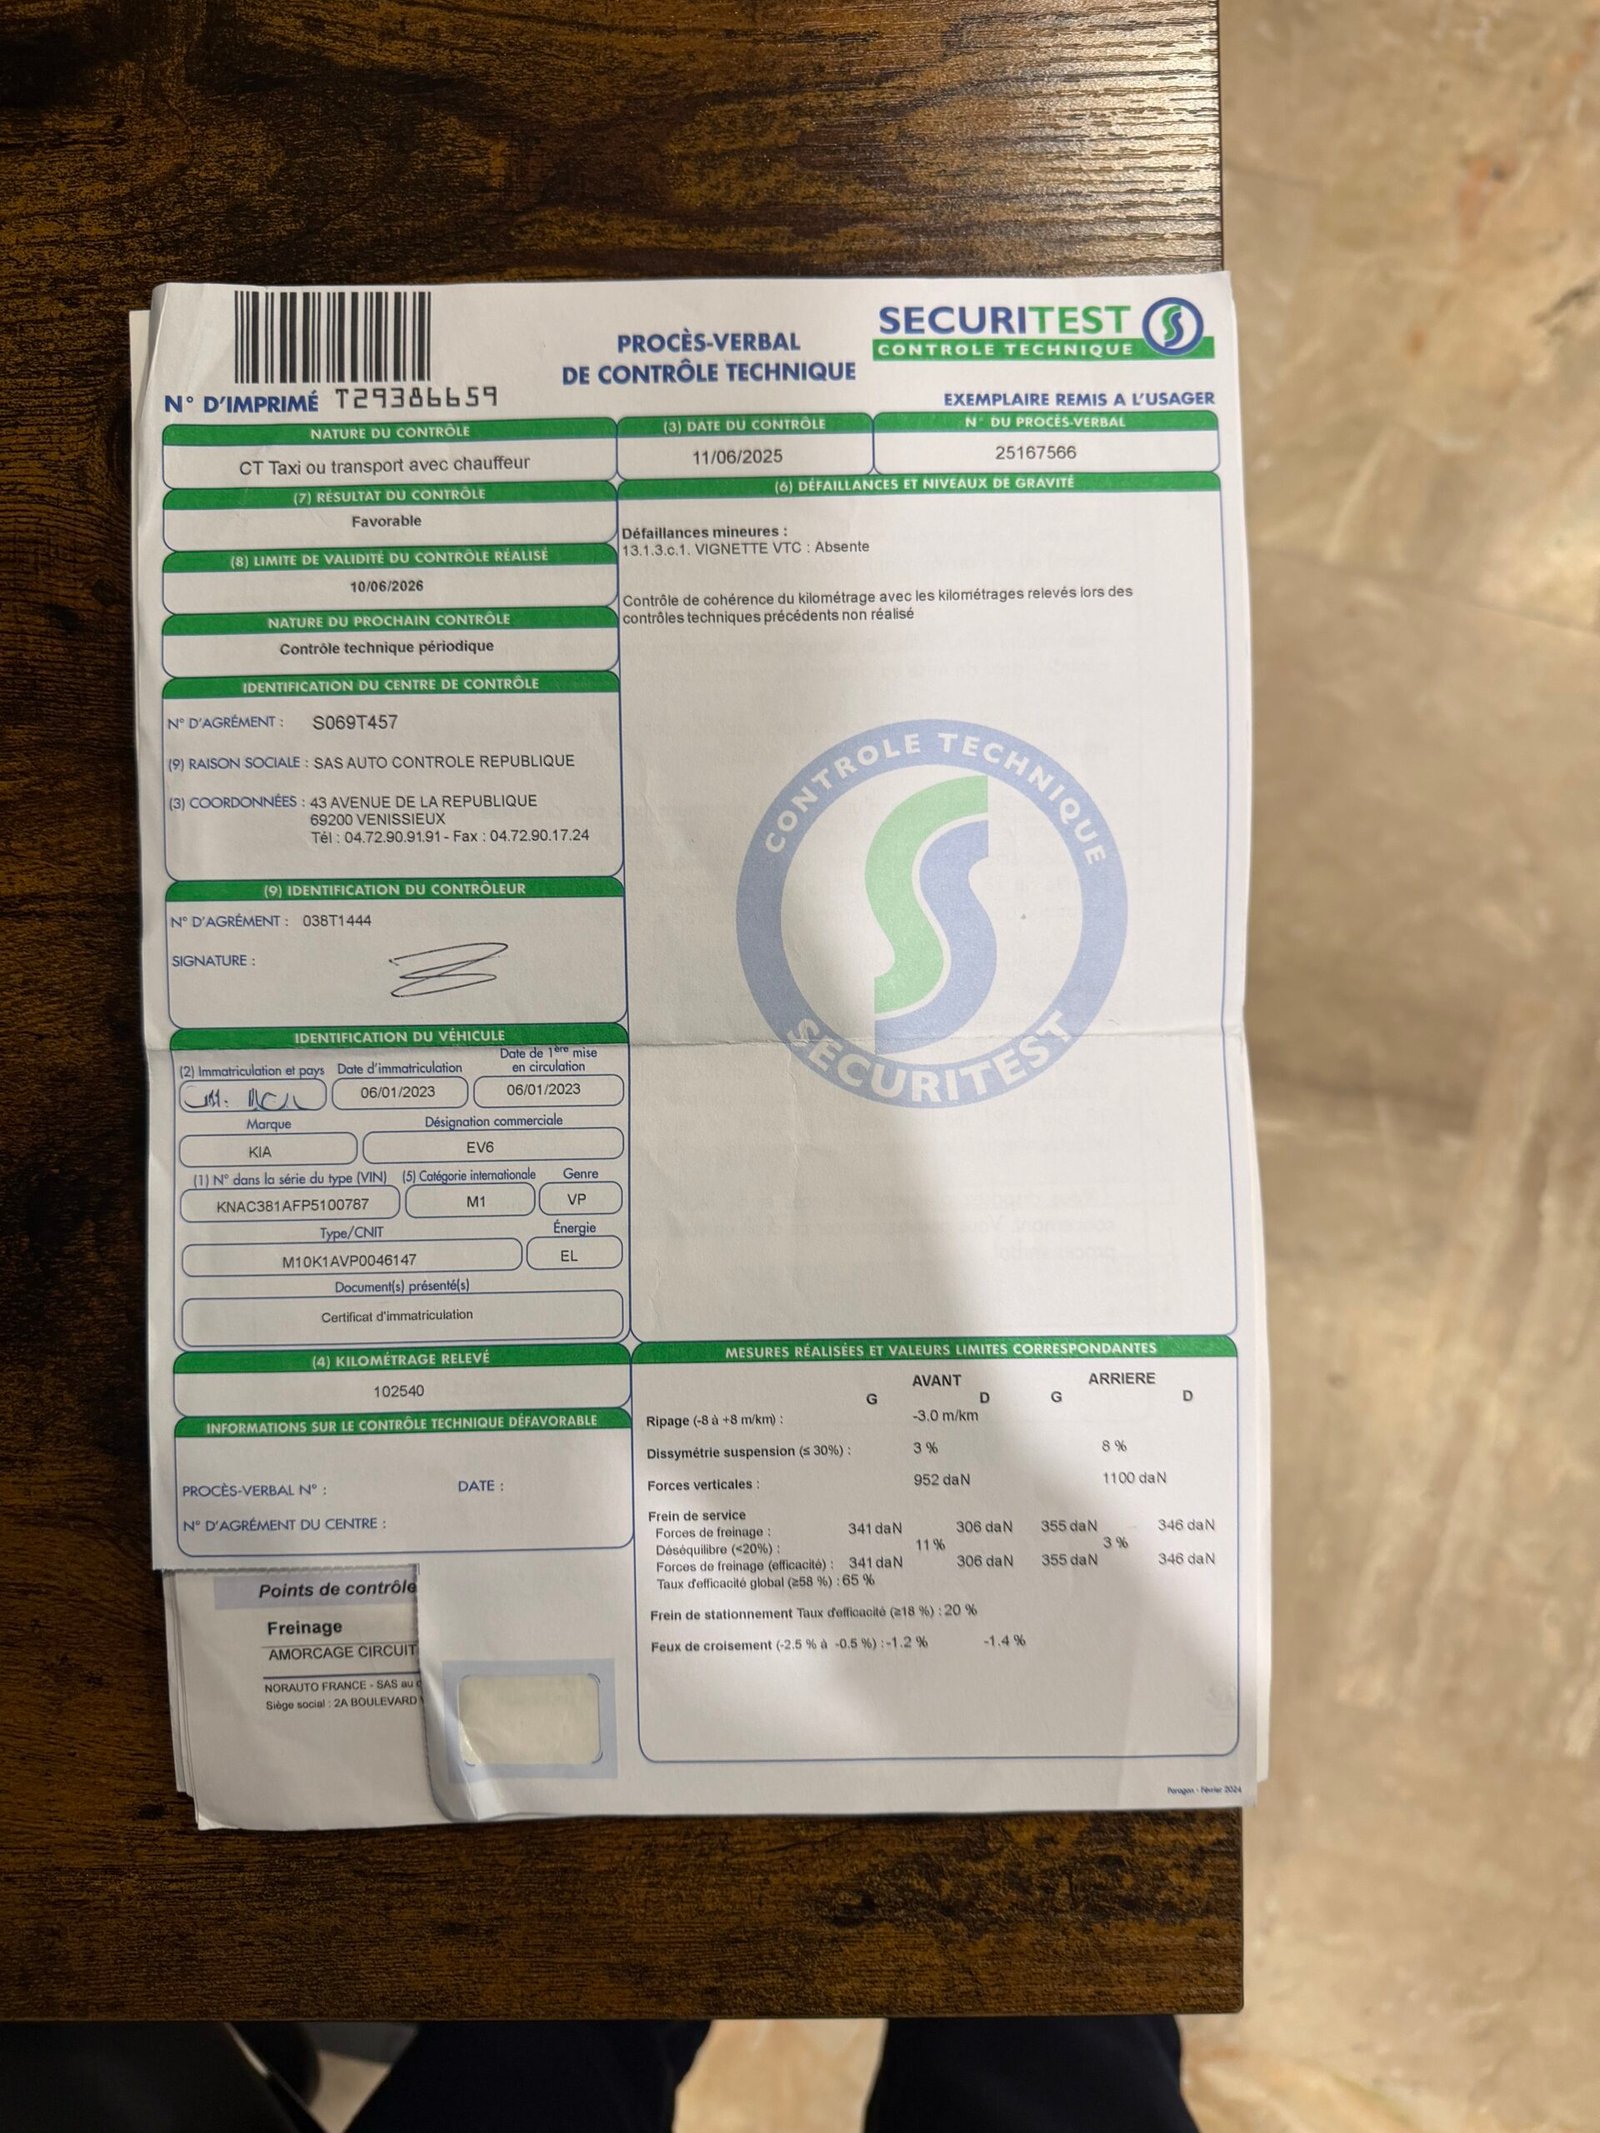 PROCÈS-VERBAL
DE CONTRÔLE TECHNIQUE
SECURITEST
CONTROLE TECHNIQUE
N° D'IMPRIMÉ T29386659
EXEMPLAIRE REMIS A L'USAGER
NATURE DU CONTRÔLE
CT Taxi ou transport avec chauffeur
(3) DATE DU CONTRÔLE
11/06/2025
N° DU PROCÈS-VERBAL
25167566
(7) RÉSULTAT DU CONTRÔLE
Favorable
(8) LIMITE DE VALIDITÉ DU CONTRÔLE RÉALISÉ
10/06/2026
NATURE DU PROCHAIN CONTRÔLE
Contrôle technique périodique
IDENTIFICATION DU CENTRE DE CONTRÔLE
N° D'AGRÉMENT : S069T457
(9) RAISON SOCIALE : SAS AUTO CONTROLE REPUBLIQUE
(3) COORDONNÉES : 43 AVENUE DE LA REPUBLIQUE
69200 VENISSIEUX
Tél : 04.72.90.91.91 - Fax : 04.72.90.17.24
(9) IDENTIFICATION DU CONTRÔLEUR
N° D'AGRÉMENT : 038T1444
SIGNATURE :
(6) DÉFAILLANCES ET NIVEAUX DE GRAVITÉ
Défaillances mineures :
13.1.3.c.1. VIGNETTE VTC : Absente
Contrôle de cohérence du kilométrage avec les kilométrages relevés lors des
contrôles techniques précédents non réalisé
CONTROLE TECHNIQUE
SECURITEST
IDENTIFICATION DU VÉHICULE
(2) Immatriculation et pays
Date d'immatriculation
06/01/2023
Date de 1ère mise
en circulation
06/01/2023
Marque
KIA
Désignation commerciale
EV6
(1) N° dans la série du type (VIN)
KNAC381AFP5100787
(5) Catégorie internationale
M1
Genre
VP
Type/CNIT
M10K1AVP0046147
Énergie
EL
Document(s) présenté(s)
Certificat d'immatriculation
(4) KILOMÉTRAGE RELEVÉ
102540
INFORMATIONS SUR LE CONTRÔLE TECHNIQUE DÉFAVORABLE
PROCÈS-VERBAL N° : DATE :
N° D'AGRÉMENT DU CENTRE :
MESURES RÉALISÉES ET VALEURS LIMITES CORRESPONDANTES
AVANT ARRIERE
G D G D
Ripage (-8 à +8 m/km) : -3.0 m/km
Dissymétrie suspension (≤ 30%) : 3 % 8 %
Forces verticales : 952 daN 1100 daN
Frein de service
Forces de freinage : 341 daN 306 daN 355 daN 346 daN
Déséquilibre (<20%) : 11 % 3 %
Forces de freinage (efficacité) : 341 daN 306 daN 355 daN 346 daN
Taux d'efficacité global (≥58 %) : 65 %
Frein de stationnement Taux d'efficacité (≥18 %) : 20 %
Feux de croisement (-2.5 % à -0.5 %) : -1.2 % -1.4 %
Paragon - Février 2024
Points de contrôle
Freinage
AMORCAGE CIRCUIT
NORAUTO FRANCE - SAS au
Siège social : 2A BOULEVARD